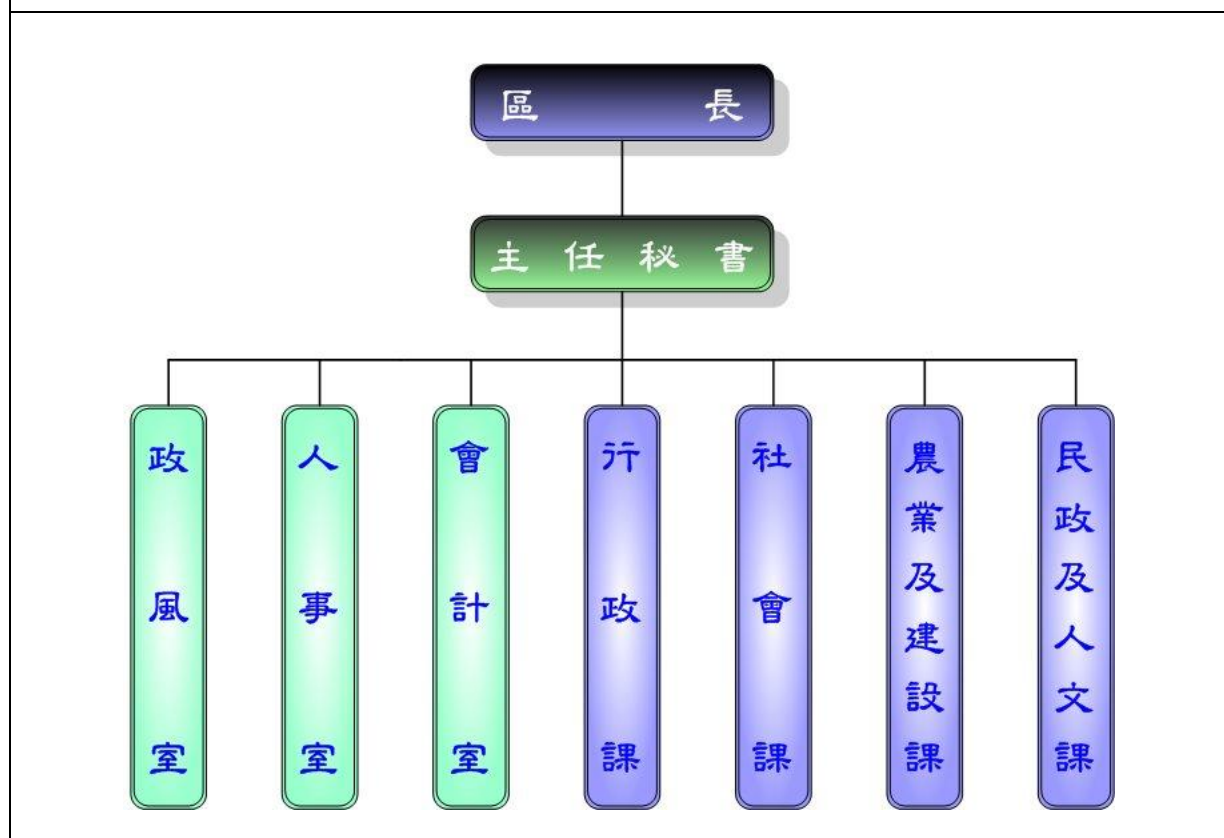 區長
主任秘書
政風室
人事室
會計室
行政課
社會課
農業及建設課
民政及人文課